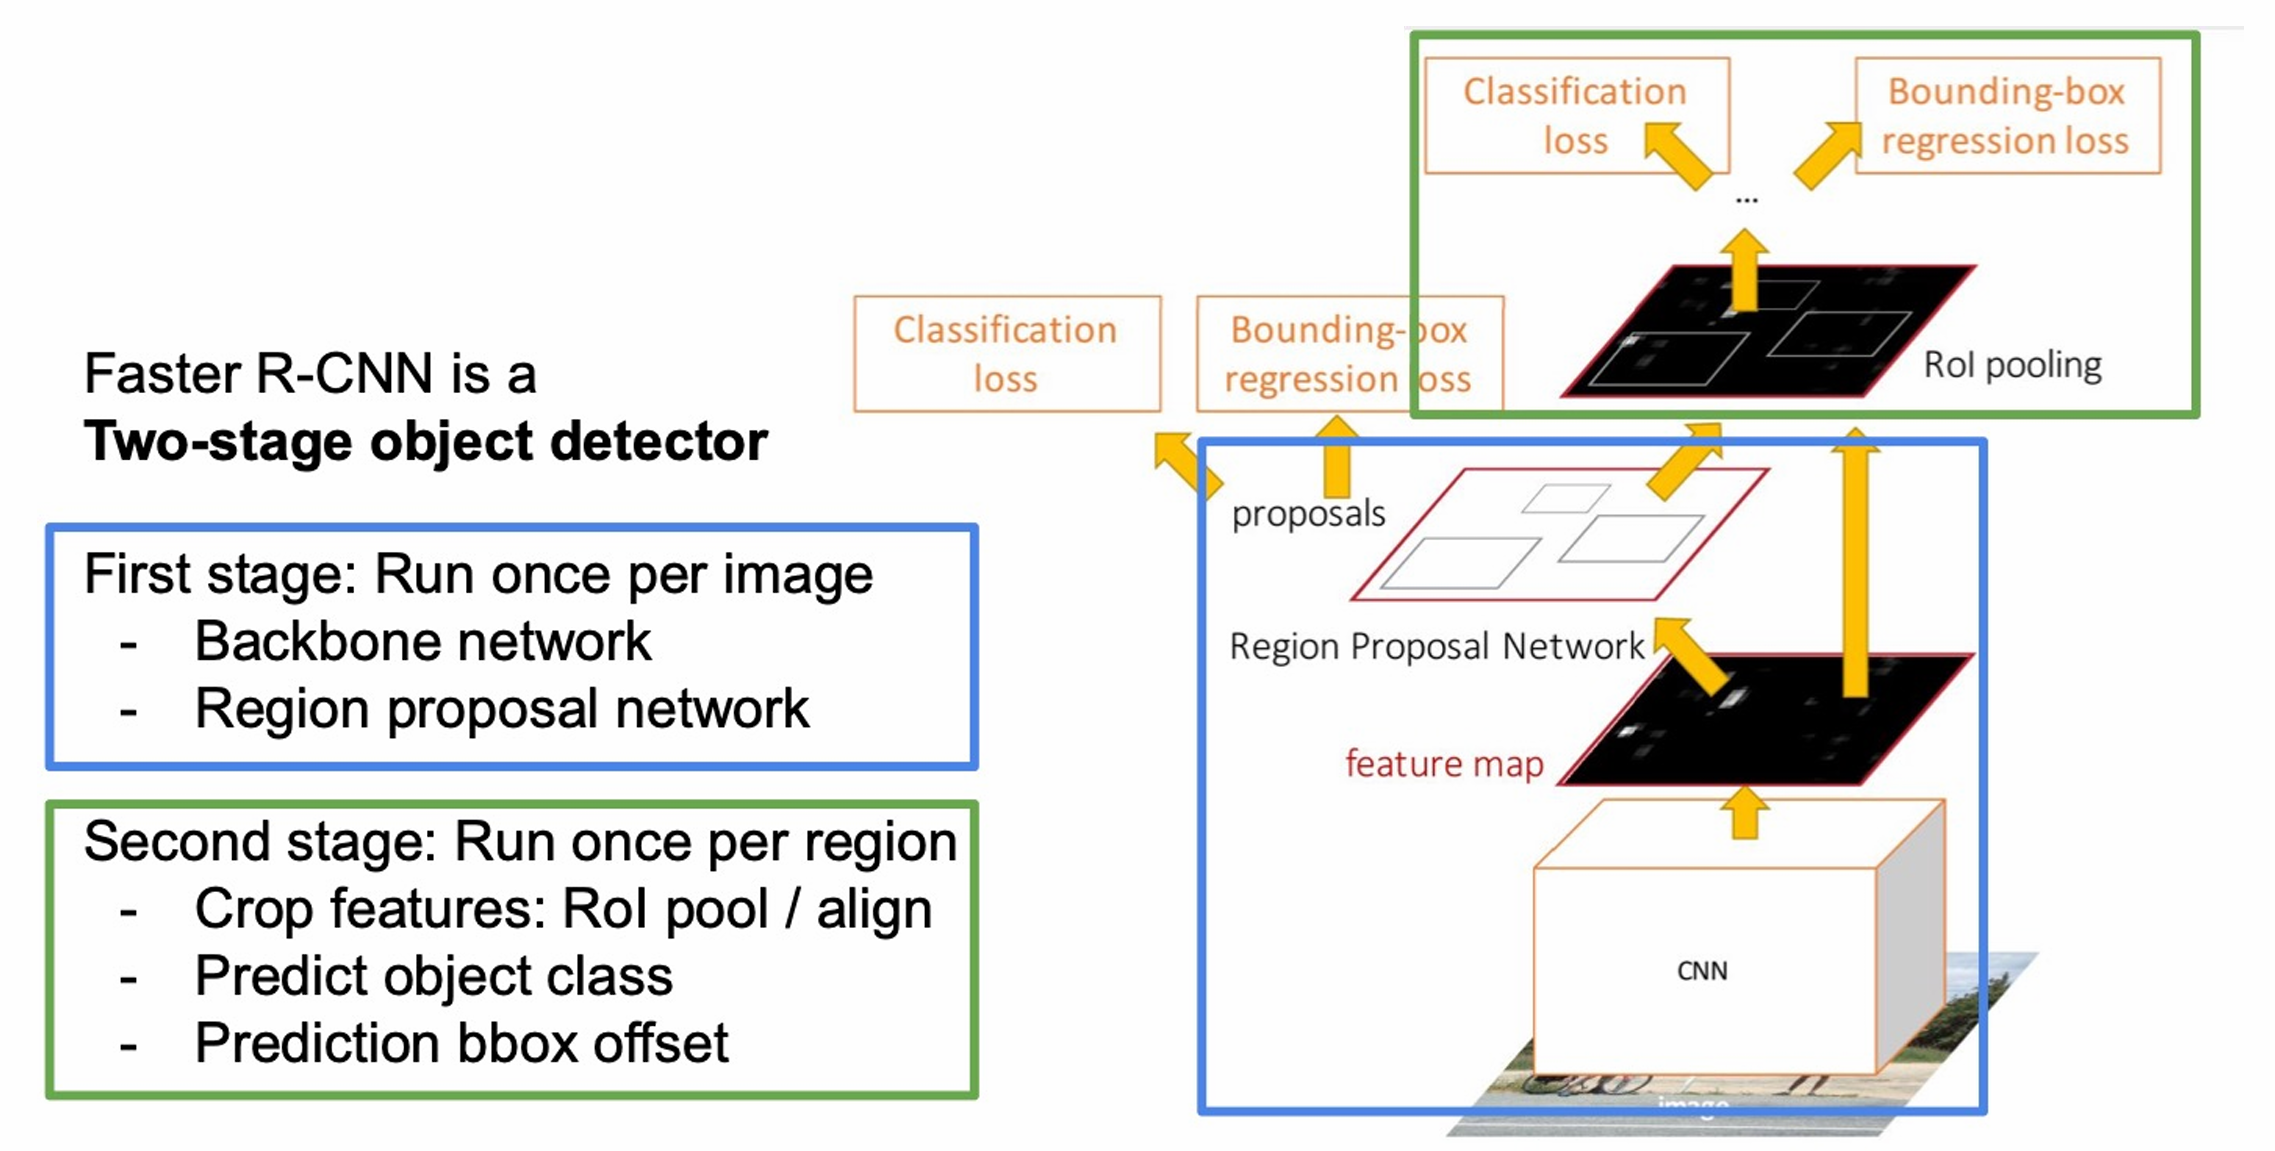 Faster R-CNN is a
Two-stage object detector
First stage: Run once per image
- Backbone network
- Region proposal network
Second stage: Run once per region
- Crop features: RoI pool / align
- Predict object class
- Prediction bbox offset
Classification
loss
Bounding-box
regression loss
...
RoI pooling
Classification
loss
Bounding-box
regression loss
proposals
Region Proposal Network
feature map
CNN
image